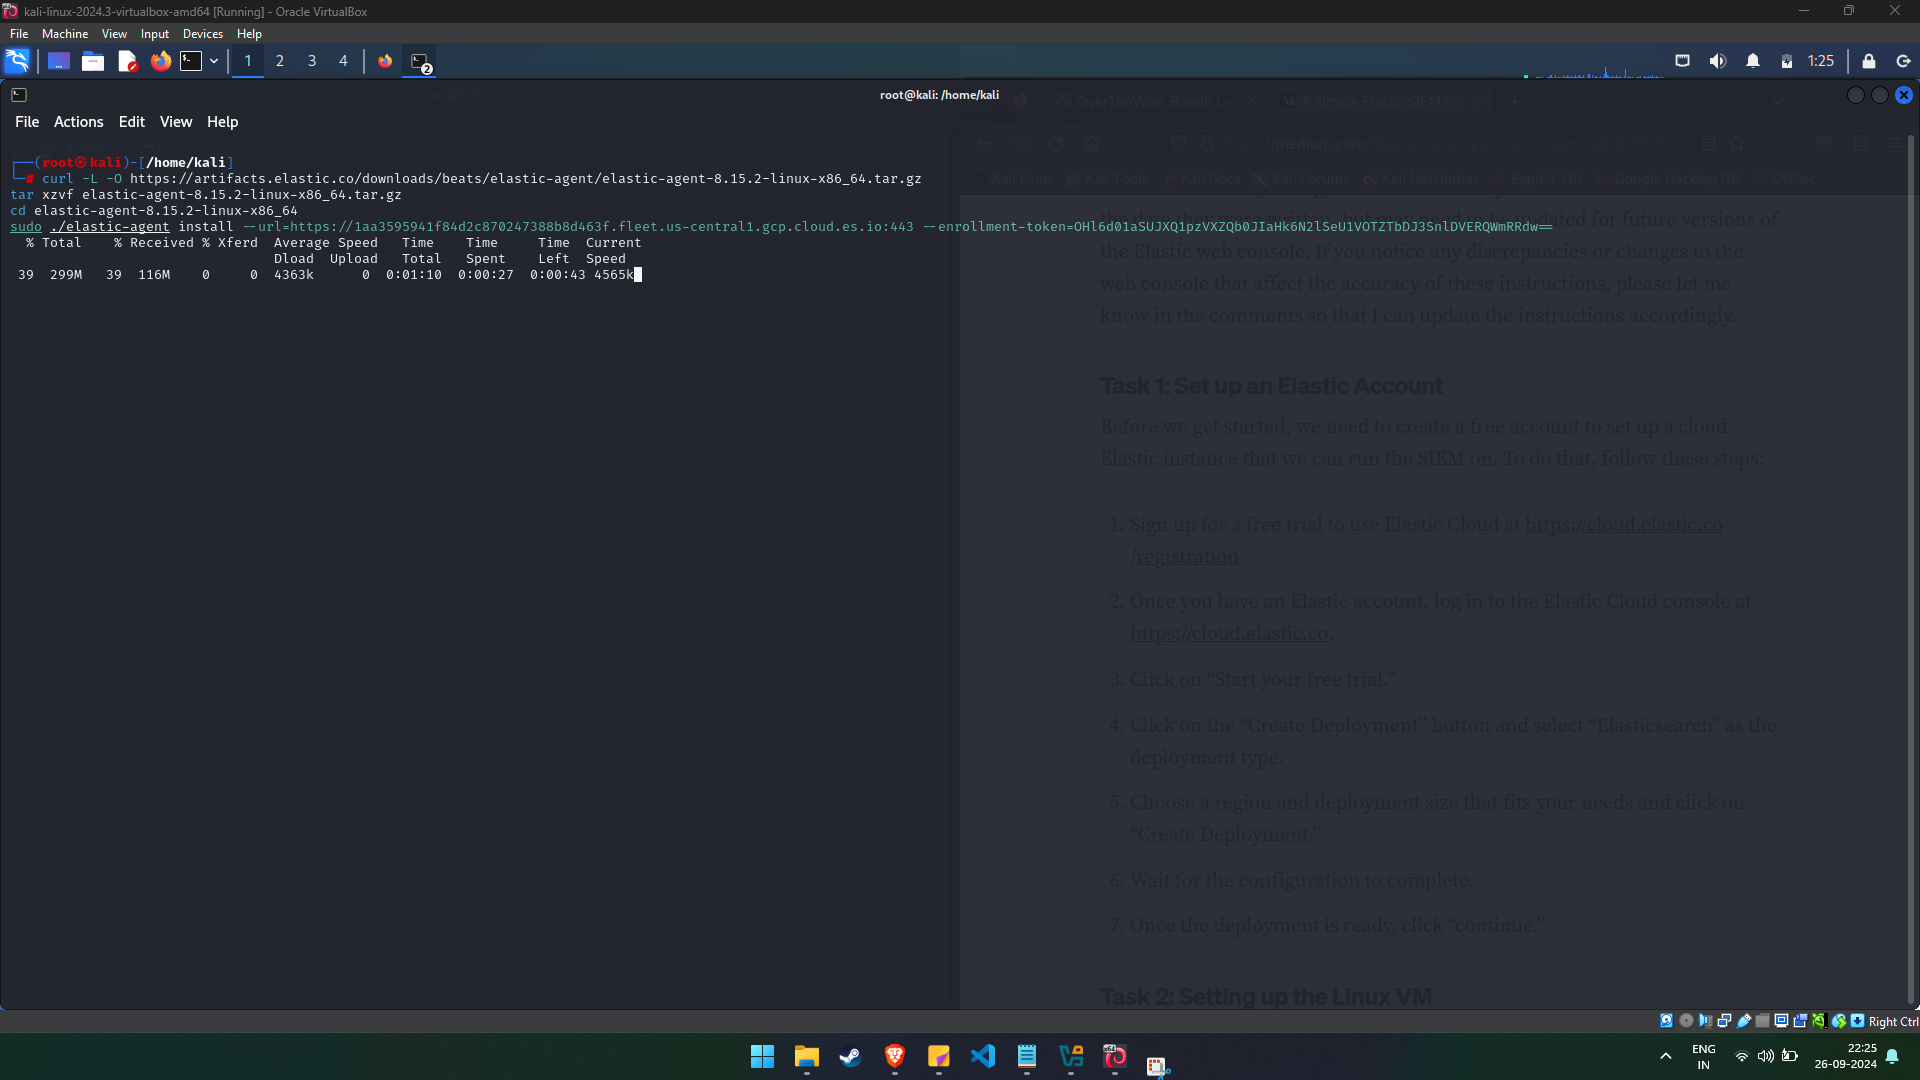 kali-linux-2024.3-virtualbox-amd64 [Running] - Oracle VirtualBox
File Machine View Input Devices Help
1 2 3 4
2
1:25
root@kali: /home/kali
OverTheWire: Bandit
A Simple Elastic SIEM
File Actions Edit View Help
Kali Linux Kali Tools Kali Docs Kali Forums Kali NetHunter Exploit-DB Google Hacking DB OffSec
(root㉿kali)-[/home/kali]
# curl -L -O https://artifacts.elastic.co/downloads/beats/elastic-agent/elastic-agent-8.15.2-linux-x86_64.tar.gz
tar xzvf elastic-agent-8.15.2-linux-x86_64.tar.gz
cd elastic-agent-8.15.2-linux-x86_64
sudo ./elastic-agent install --url=https://1aa3595941f84d2c870247388b8d463f.fleet.us-central1.gcp.cloud.es.io:443 --enrollment-token=OHl6d01aSUJXQ1pzVXZQb0JIaHk6N2lSeU1VOTZTbDJ3SnlDVERQWmRRdw==
% Total % Received % Xferd Average Speed Time Time Time Current
Dload Upload Total Spent Left Speed
39 299M 39 116M 0 0 4363k 0 0:01:10 0:00:27 0:00:43 4565k
the date they were written, but may need to be updated for future versions of
the Elastic web console. If you notice any discrepancies or changes to the
web console that affect the accuracy of these instructions, please let me
know in the comments so that I can update the instructions accordingly.
Task 1: Set up an Elastic Account
Before we get started, we need to create a free account to set up a cloud
Elastic instance that we can run the SIEM on. To do that, follow these steps:
1. Sign up for a free trial to use Elastic Cloud at https://cloud.elastic.co
/registration
2. Once you have an Elastic account, log in to the Elastic Cloud console at
https://cloud.elastic.co.
3. Click on “Start your free trial.”
4. Click on the “Create Deployment” button and select “Elasticsearch” as the
deployment type.
5. Choose a region and deployment size that fits your needs and click on
“Create Deployment.”
6. Wait for the configuration to complete.
7. Once the deployment is ready, click “continue.”
Task 2: Setting up the Linux VM
Right Ctrl
ENG
IN
22:25
26-09-2024